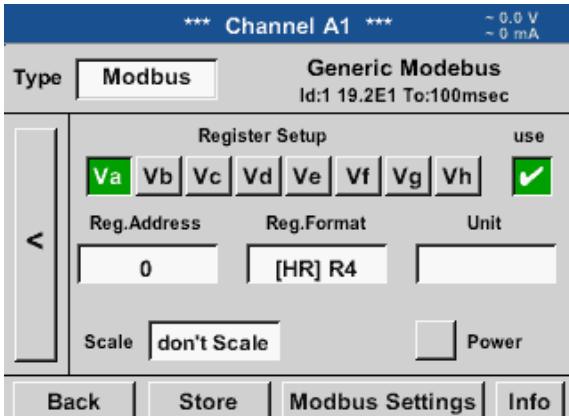 *** Channel A1 ***
~ 0.0 V
~ 0 mA
Type Modbus
Generic Modebus
Id:1 19.2E1 To:100msec
Register Setup
use
Va Vb Vc Vd Ve Vf Vg Vh
<
Reg.Address Reg.Format Unit
0 [HR] R4
Scale don't Scale Power
Back Store Modbus Settings Info